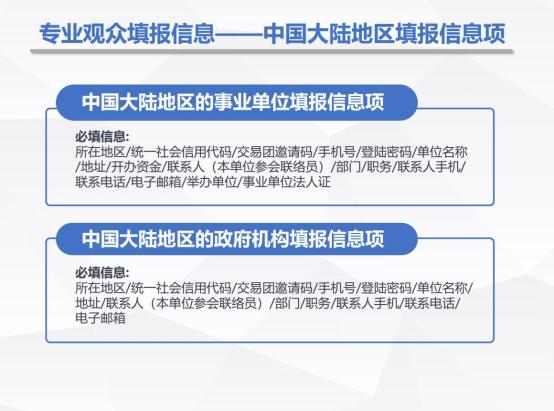 专业观众填报信息——中国大陆地区填报信息项
中国大陆地区的事业单位填报信息项
必填信息:
所在地区/统一社会信用代码/交易团邀请码/手机号/登陆密码/单位名称
/地址/开办资金/联系人（本单位参会联络员）/部门/职务/联系人手机/
联系电话/电子邮箱/举办单位/事业单位法人证
中国大陆地区的政府机构填报信息项
必填信息:
所在地区/统一社会信用代码/交易团邀请码/手机号/登陆密码/单位名称/
地址/联系人（本单位参会联络员）/部门/职务/联系人手机/联系电话/
电子邮箱